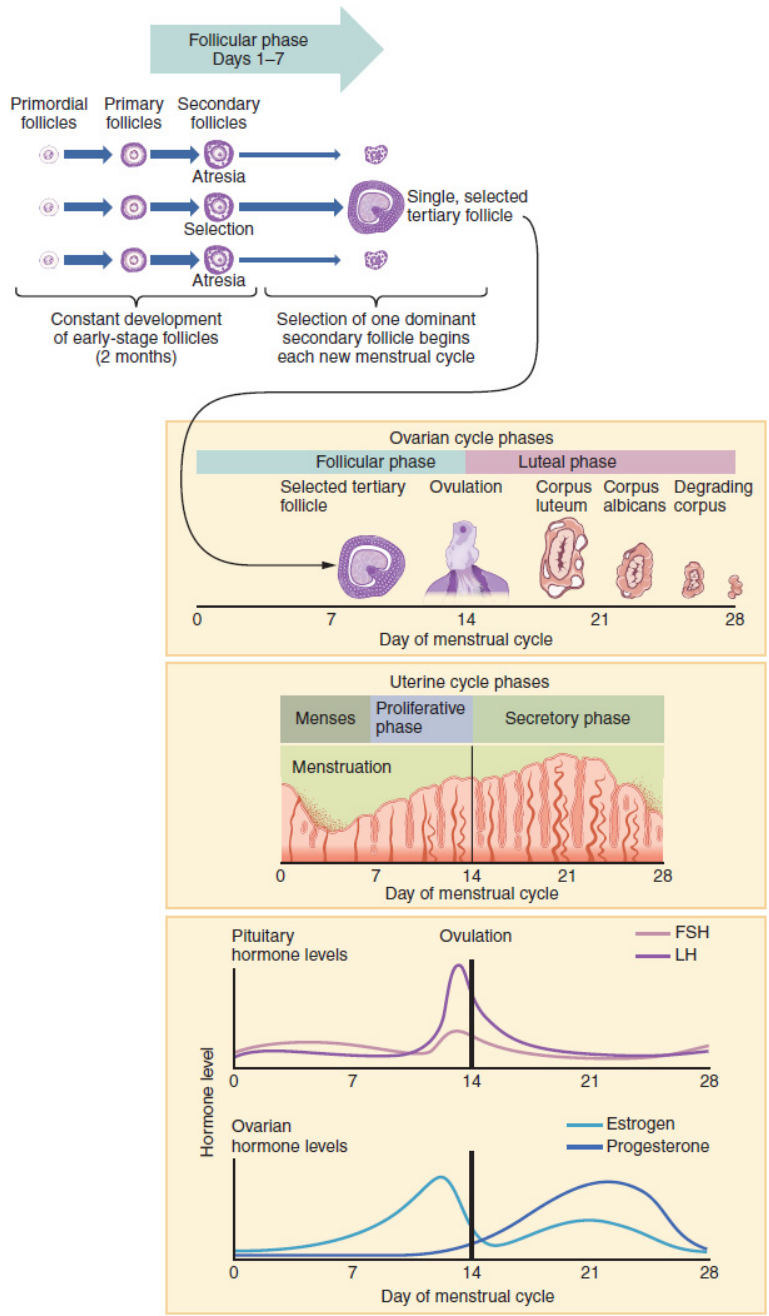 Follicular phase
Days 1–7
Primordial
follicles
Primary
follicles
Secondary
follicles
Atresia
Selection
Atresia
Single, selected
tertiary follicle
Constant development
of early-stage follicles
(2 months)
Selection of one dominant
secondary follicle begins
each new menstrual cycle
Ovarian cycle phases
Follicular phase
Luteal phase
Selected tertiary
follicle
Ovulation
Corpus
luteum
Corpus
albicans
Degrading
corpus
0 7 14 21 28
Day of menstrual cycle
Uterine cycle phases
Menses
Proliferative
phase
Secretory phase
Menstruation
0 7 14 21 28
Day of menstrual cycle
Hormone level
Pituitary
hormone levels
Ovulation
FSH
LH
0 7 14 21 28
Ovarian
hormone levels
Estrogen
Progesterone
0 7 14 21 28
Day of menstrual cycle